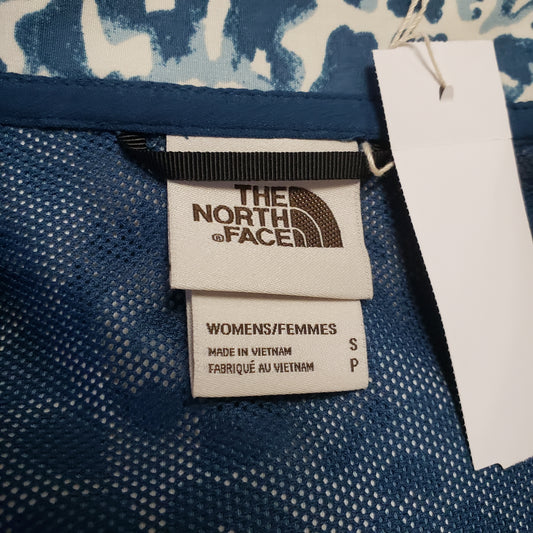 THE
NORTH
® FACE
WOMENS/FEMMES
MADE IN VIETNAM S
FABRIQUÉ AU VIETNAM P